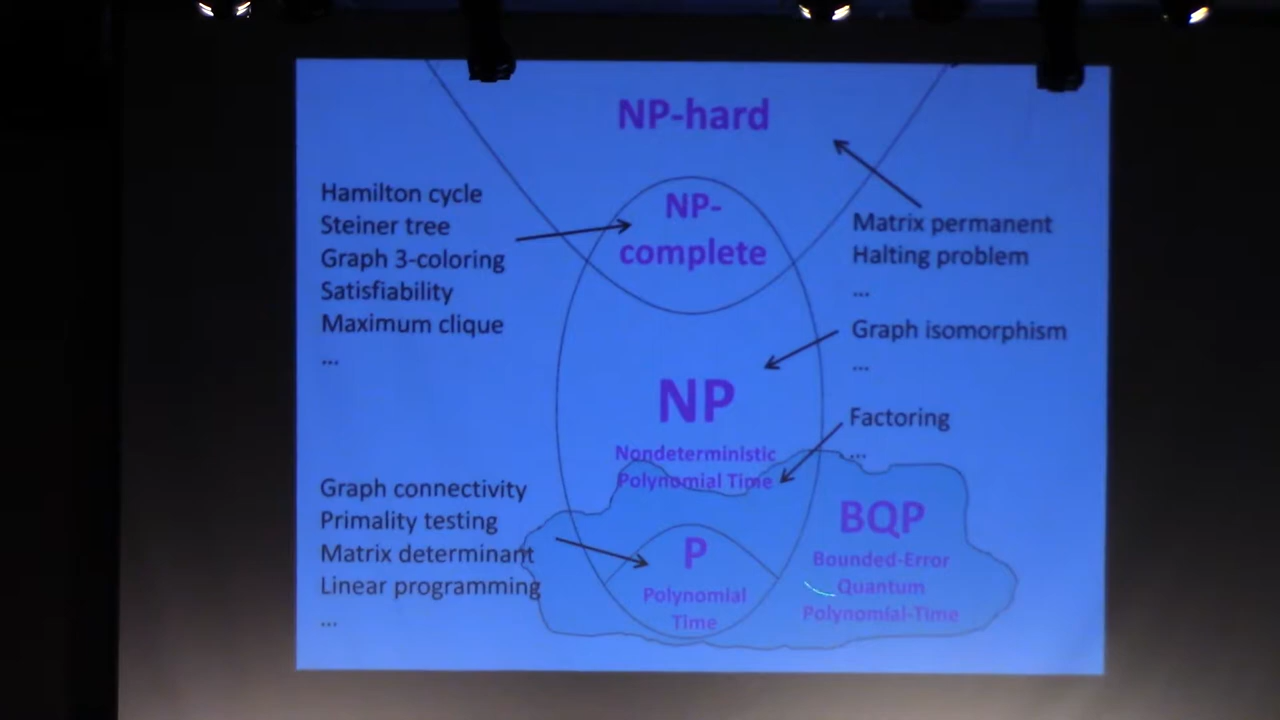 NP-hard
Hamilton cycle
Steiner tree
Graph 3-coloring
Satisfiability
Maximum clique
...
NP-
complete
Matrix permanent
Halting problem
...
Graph isomorphism
...
NP
Nondeterministic
Polynomial Time
Factoring
...
Graph connectivity
Primality testing
Matrix determinant
Linear programming
...
P
Polynomial
Time
BQP
Bounded-Error
Quantum
Polynomial-Time